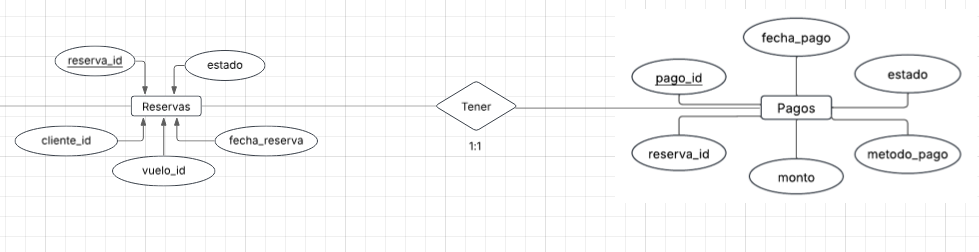 reserva_id
estado
Reservas
cliente_id
fecha_reserva
vuelo_id
Tener
1:1
fecha_pago
pago_id
estado
Pagos
reserva_id
metodo_pago
monto